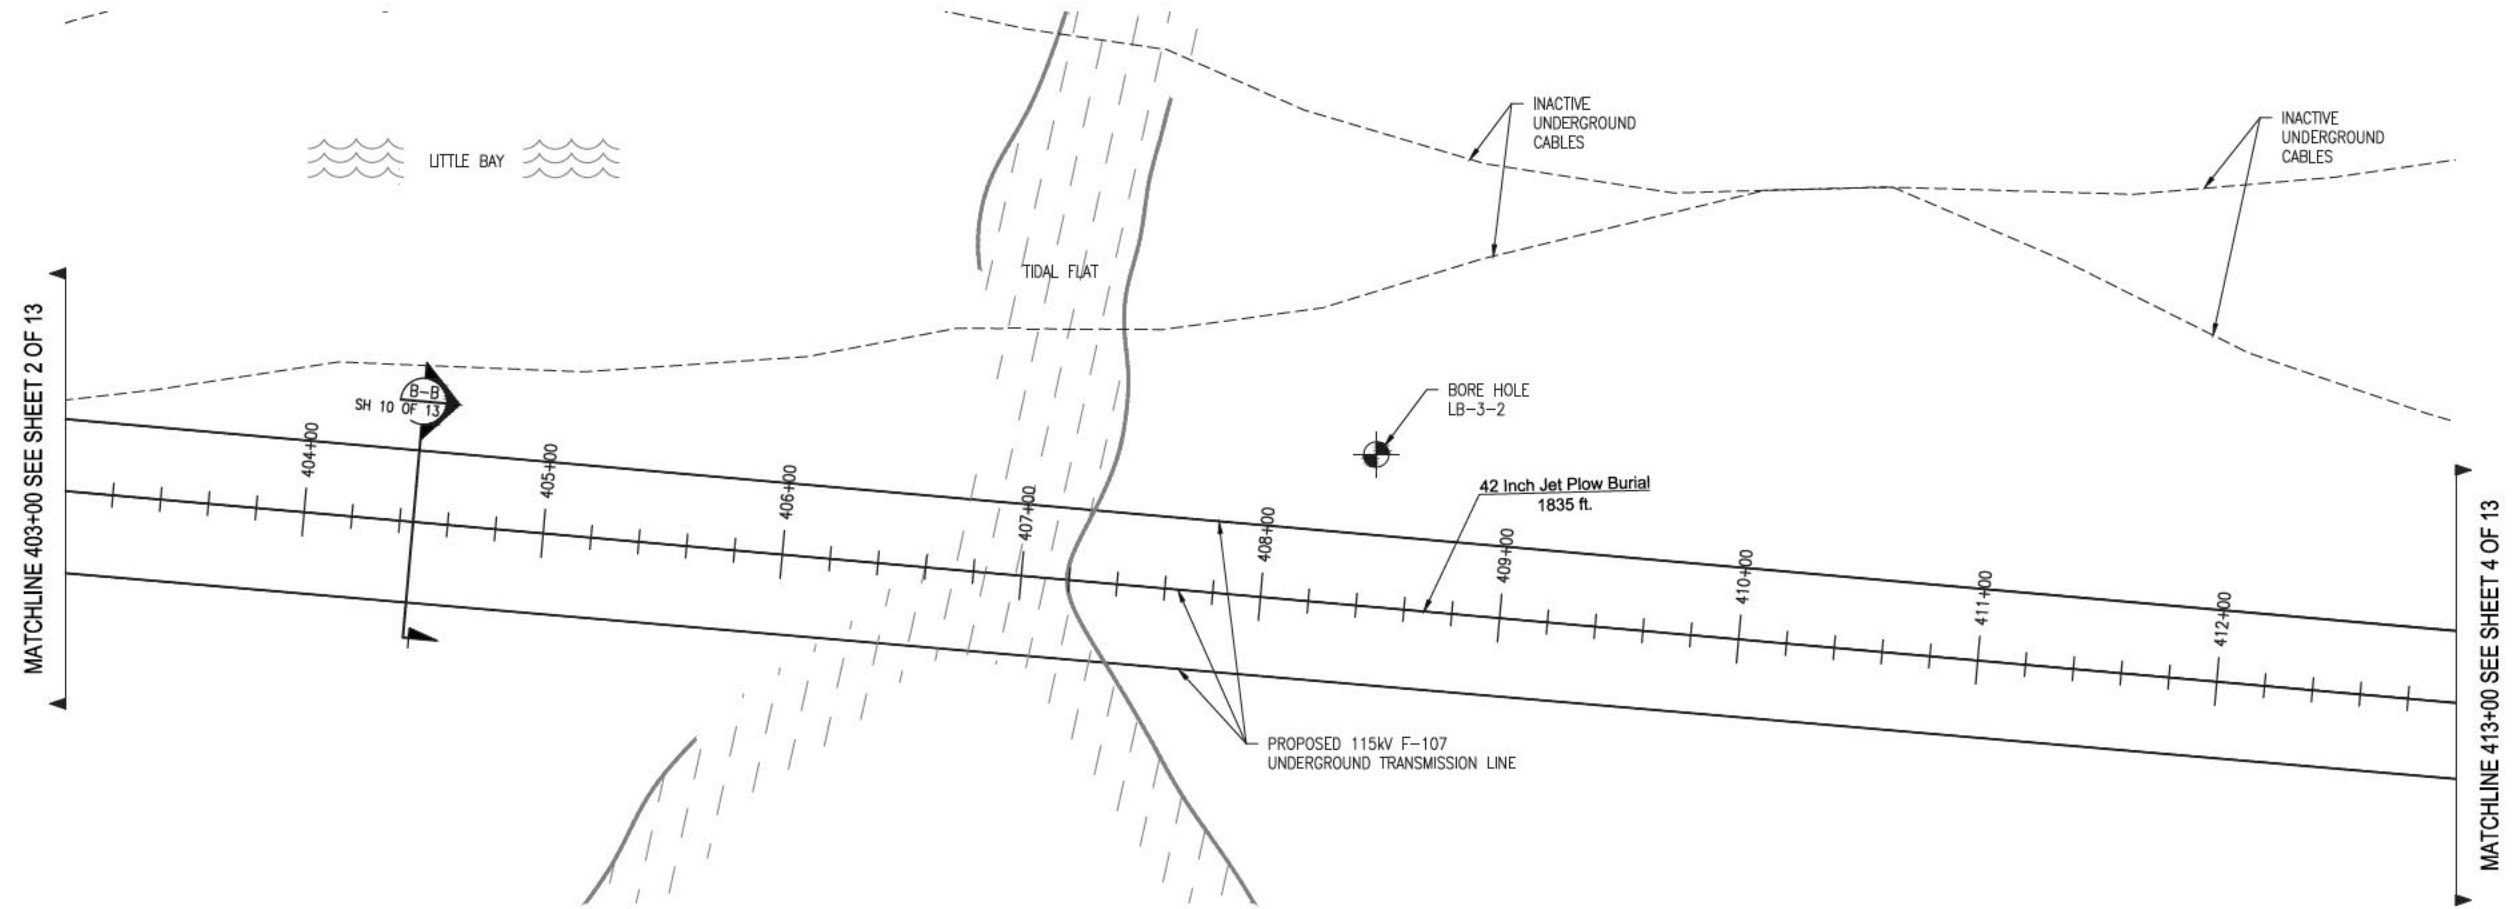 INACTIVE
UNDERGROUND
CABLES
INACTIVE
UNDERGROUND
CABLES
LITTLE BAY
TIDAL FLAT
MATCHLINE 403+00 SEE SHEET 2 OF 13
B-B
SH 10 OF 13
BORE HOLE
LB-3-2
404+00
405+00
406+00
407+00
408+00
409+00
410+00
411+00
412+00
42 Inch Jet Plow Burial
1835 ft.
PROPOSED 115kV F-107
UNDERGROUND TRANSMISSION LINE
MATCHLINE 413+00 SEE SHEET 4 OF 13